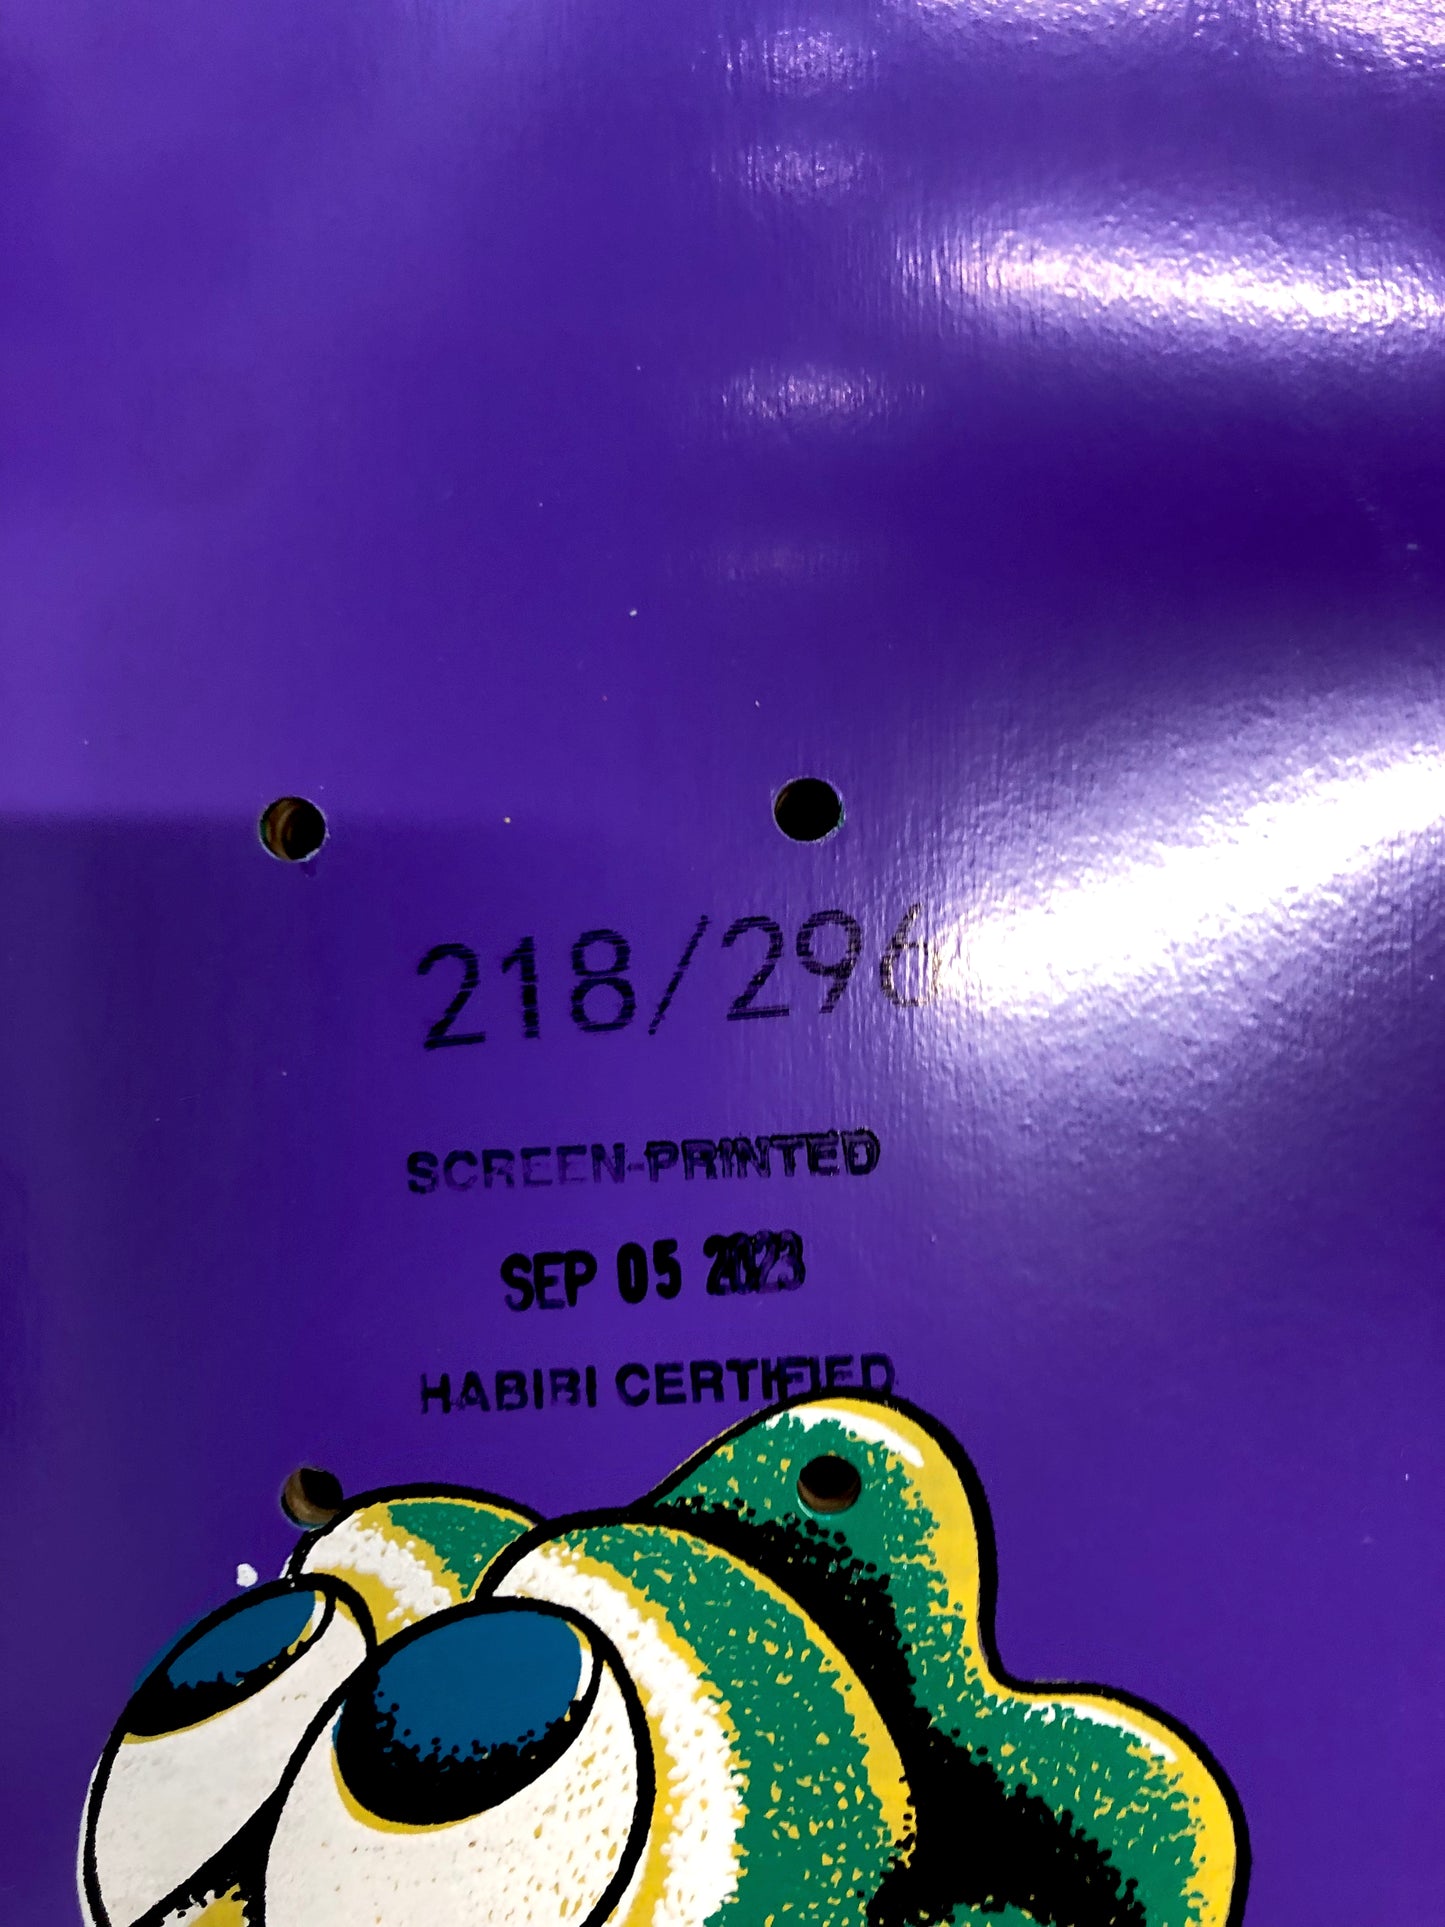 218/296
SCREEN-PRINTED
SEP 05 2023
HABIBI CERTIFIED